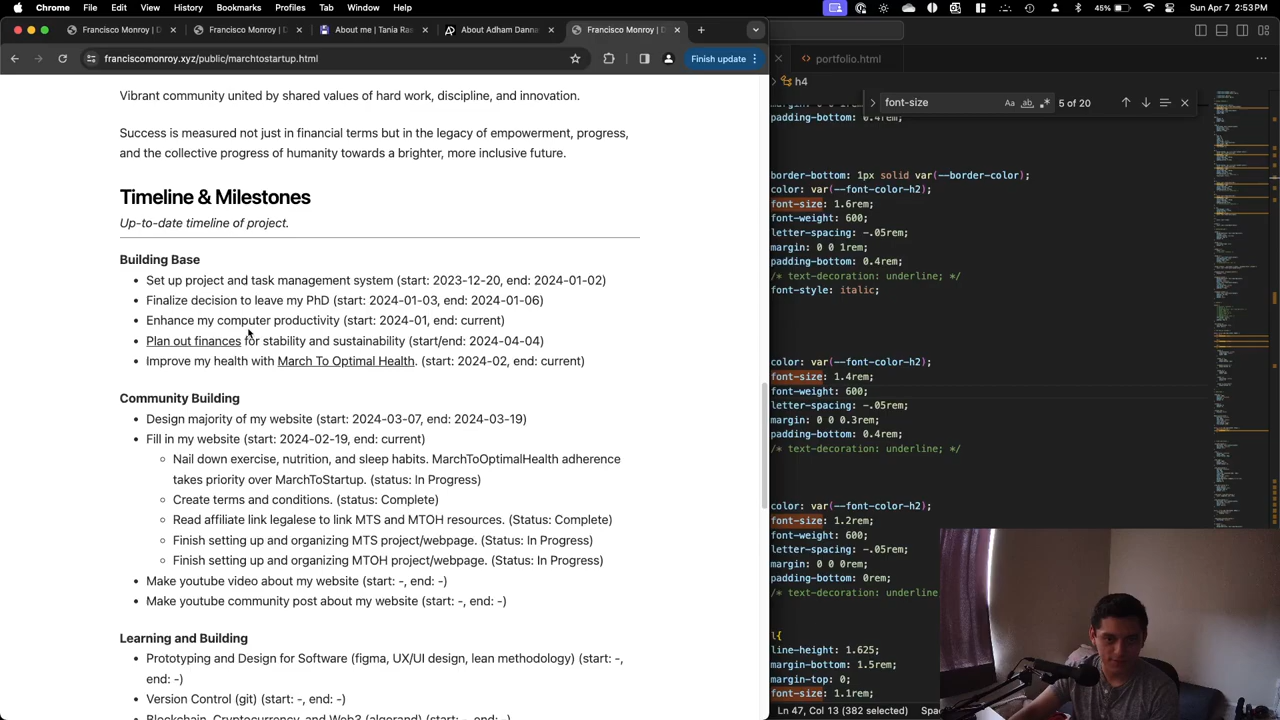 Chrome File Edit View History Bookmarks Profiles Tab Window Help
45% Sun Apr 7 2:53 PM
Francisco Monroy | D
Francisco Monroy | D
About me | Tania Ras
About Adham Danna
Francisco Monroy | D
franciscomonroy.xyz/public/marchtostartup.html
Finish update
Vibrant community united by shared values of hard work, discipline, and innovation.
Success is measured not just in financial terms but in the legacy of empowerment, progress,
and the collective progress of humanity towards a brighter, more inclusive future.
Timeline & Milestones
Up-to-date timeline of project.
Building Base
• Set up project and task management system (start: 2023-12-20, end: 2024-01-02)
• Finalize decision to leave my PhD (start: 2024-01-03, end: 2024-01-06)
• Enhance my computer productivity (start: 2024-01, end: current)
• Plan out finances for stability and sustainability (start/end: 2024-04-04)
• Improve my health with March To Optimal Health. (start: 2024-02, end: current)
Community Building
• Design majority of my website (start: 2024-03-07, end: 2024-03-19)
• Fill in my website (start: 2024-02-19, end: current)
◦ Nail down exercise, nutrition, and sleep habits. MarchToOptimalHealth adherence
takes priority over MarchToStartup. (status: In Progress)
◦ Create terms and conditions. (status: Complete)
◦ Read affiliate link legalese to link MTS and MTOH resources. (Status: Complete)
◦ Finish setting up and organizing MTS project/webpage. (Status: In Progress)
◦ Finish setting up and organizing MTOH project/webpage. (Status: In Progress)
• Make youtube video about my website (start: -, end: -)
• Make youtube community post about my website (start: -, end: -)
Learning and Building
• Prototyping and Design for Software (figma, UX/UI design, lean methodology) (start: -,
end: -)
• Version Control (git) (start: -, end: -)
• Blockchain, Cryptocurrency, and Web3 (algorand) (start: -, end: -)
portfolio.html
h4
font-size Aa ab 5 of 20
padding-bottom: 0.4rem;
border-bottom: 1px solid var(--border-color);
color: var(--font-color-h2);
font-size: 1.6rem;
font-weight: 600;
letter-spacing: -.05rem;
margin: 0 0 1rem;
padding-bottom: 0.4rem;
/* text-decoration: underline; */
font-style: italic;
color: var(--font-color-h2);
font-size: 1.4rem;
font-weight: 600;
letter-spacing: -.05rem;
margin: 0 0 0.3rem;
padding-bottom: 0.4rem;
/* text-decoration: underline; */
color: var(--font-color-h2);
font-size: 1.2rem;
font-weight: 600;
letter-spacing: -.05rem;
margin: 0 0 0rem;
padding-bottom: 0rem;
/* text-decoration: underline
l{
line-height: 1.625;
margin-bottom: 1.5rem;
margin-top: 0;
font-size: 1.1rem;
Ln 47, Col 13 (382 selected) Spa